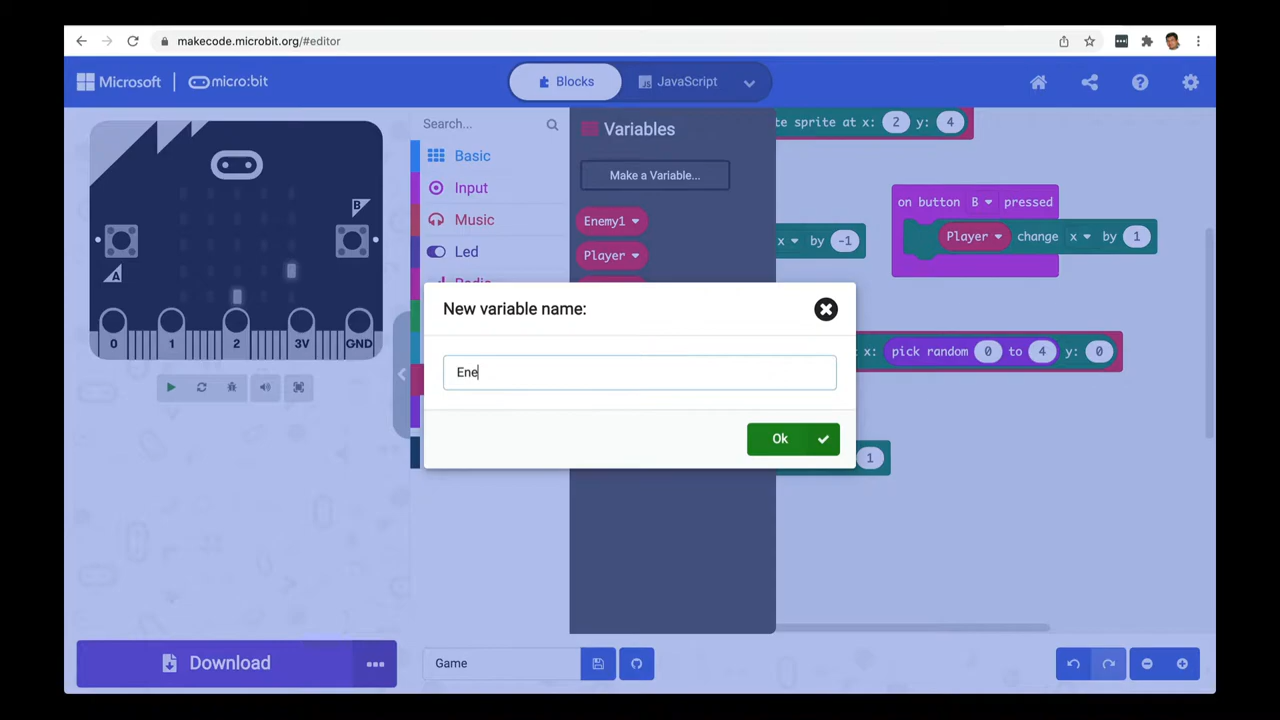 makecode.microbit.org/#editor
Microsoft
micro:bit
Blocks
JavaScript
Search...
Basic
Input
Music
Led
Variables
Make a Variable...
Enemy1
Player
te sprite at x: 2 y: 4
on button B pressed
Player change x by 1
x by -1
x: pick random 0 to 4 y: 0
1
A
B
0 1 2 3V GND
New variable name:
Ene
Ok
Download
Game